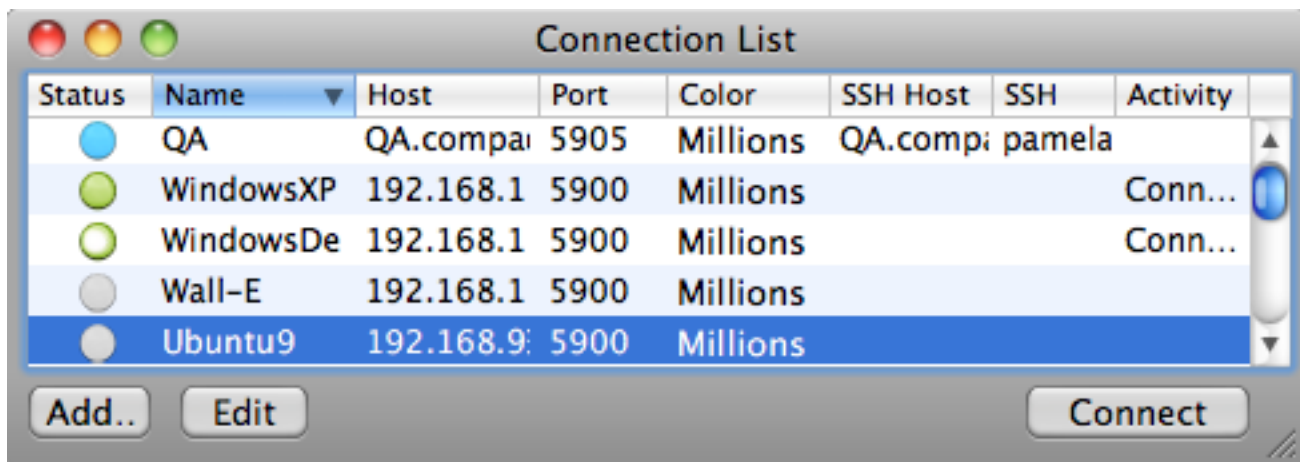 Connection List
Status Name Host Port Color SSH Host SSH Activity
QA QA.compa 5905 Millions QA.comp pamela
WindowsXP 192.168.1 5900 Millions Conn...
WindowsDe 192.168.1 5900 Millions Conn...
Wall-E 192.168.1 5900 Millions
Ubuntu9 192.168.9 5900 Millions
Add.. Edit Connect